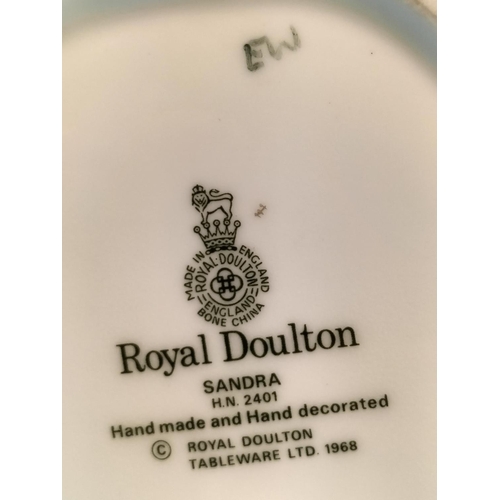 EW
MADE IN ENGLAND
ROYAL·DOULTON
ENGLAND
BONE CHINA
Royal Doulton
SANDRA
H.N. 2401
Hand made and Hand decorated
© ROYAL DOULTON
TABLEWARE LTD. 1968